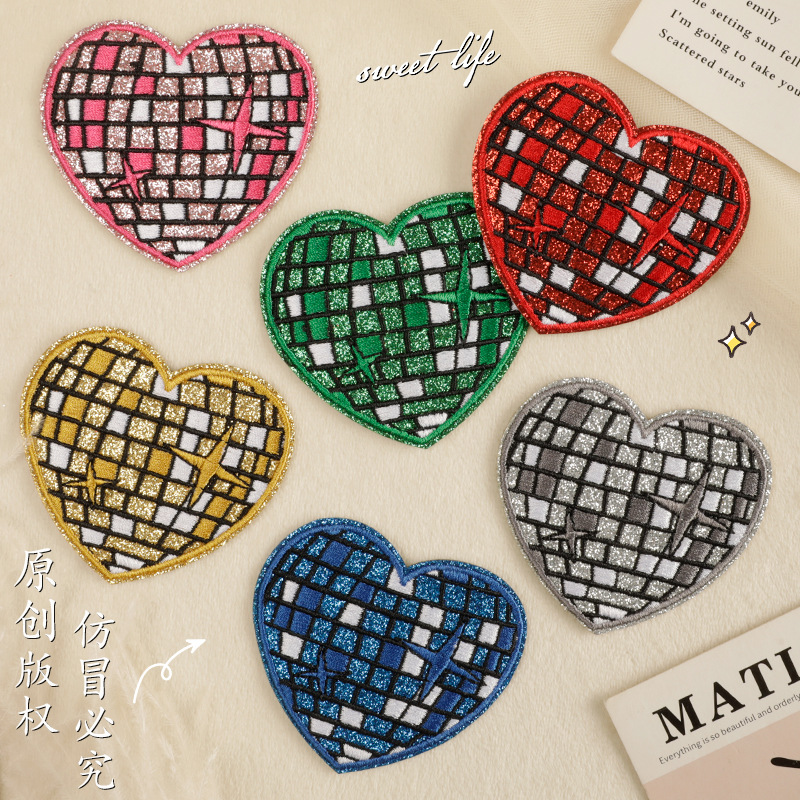 sweet life
emily
he setting sun fell
I'm going to take you
Scattered stars
原创版权
仿冒必究
MATI
Everything is so beautiful and orderly